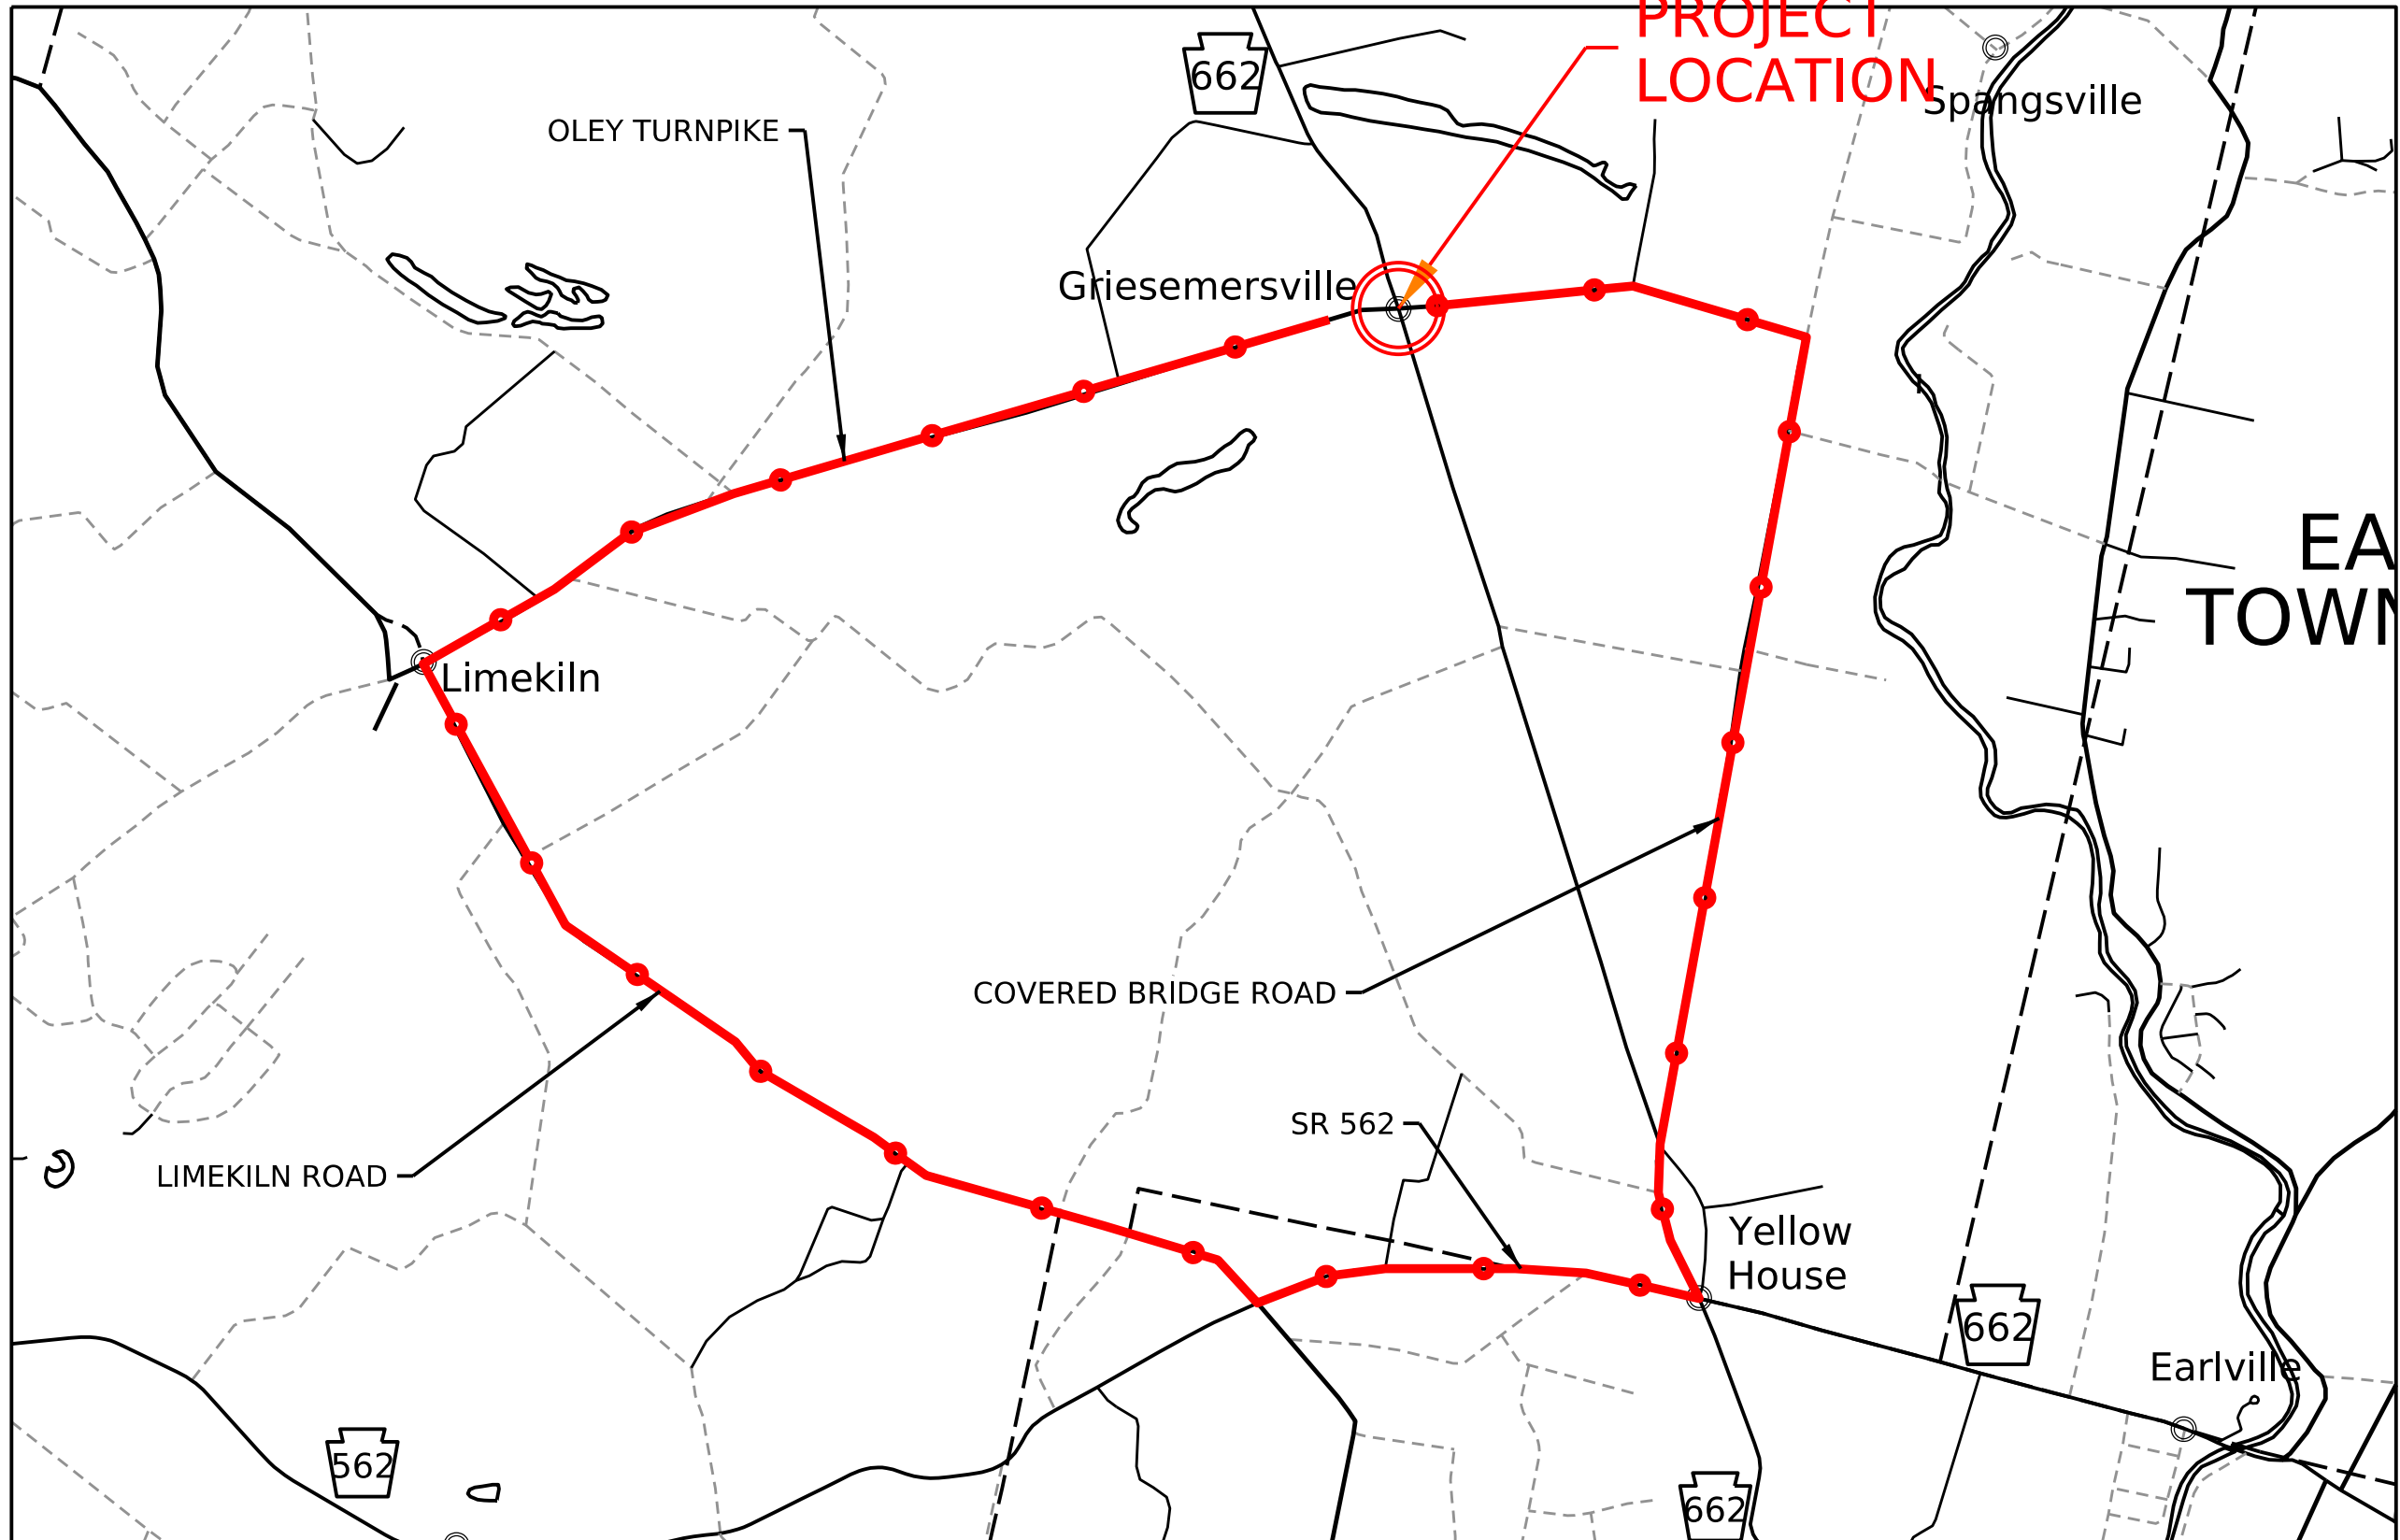 PROJECT
LOCATION
662
Spangsville
OLEY TURNPIKE
Griesemersville
EA
TOWN
Limekiln
COVERED BRIDGE ROAD
SR 562
LIMEKILN ROAD
Yellow
House
662
Earlville
562
662